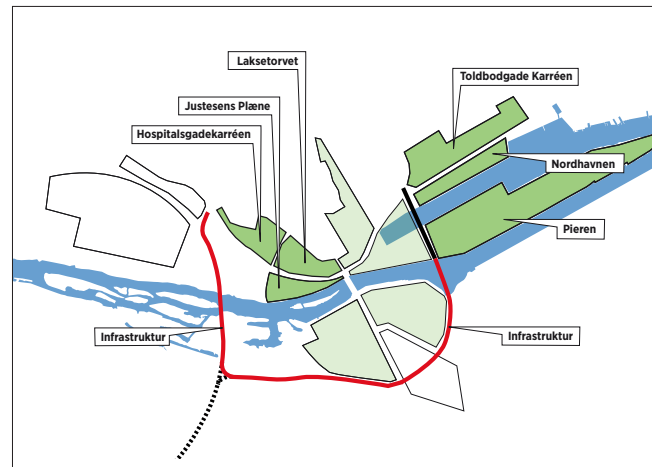 Laksetorvet
Toldbodgade Karréen
Justesens Plæne
Hospitalsgadekarréen
Nordhavnen
Pieren
Infrastruktur
Infrastruktur